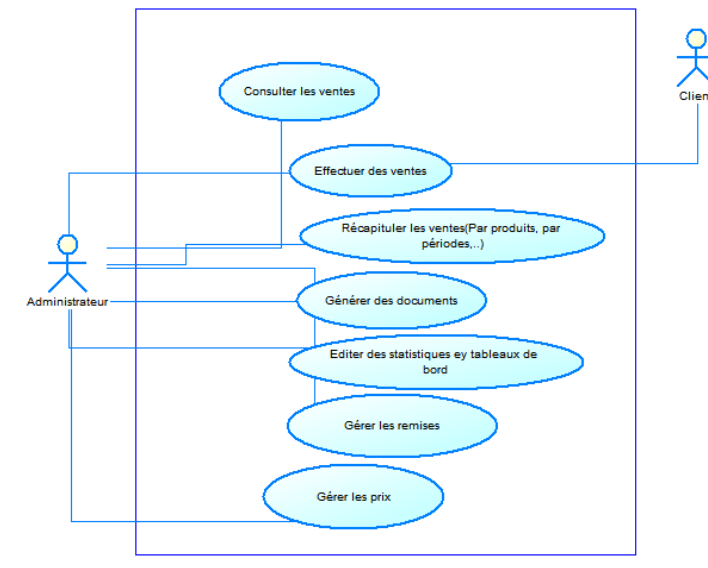 Consulter les ventes
Clien
Effectuer des ventes
Récapituler les ventes(Par produits, par
périodes,..)
Administrateur
Générer des documents
Editer des statistiques ey tableaux de
bord
Gérer les remises
Gérer les prix